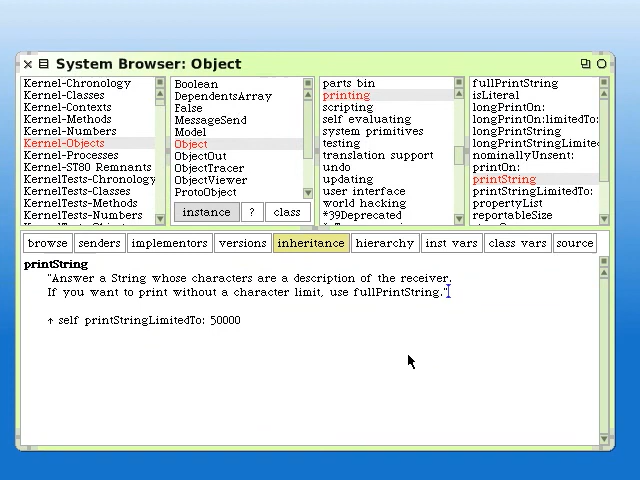 System Browser: Object
Kernel-Chronology
Kernel-Classes
Kernel-Contexts
Kernel-Methods
Kernel-Numbers
Kernel-Objects
Kernel-Processes
Kernel-ST80 Remnants
KernelTests-Chronology
KernelTests-Classes
KernelTests-Methods
KernelTests-Numbers
Boolean
DependentsArray
False
MessageSend
Model
Object
ObjectOut
ObjectTracer
ObjectViewer
ProtoObject
instance ? class
parts bin
printing
scripting
self evaluating
system primitives
testing
translation support
undo
updating
user interface
world hacking
*39Deprecated
fullPrintString
isLiteral
longPrintOn:
longPrintOn:limitedTo:
longPrintString
longPrintStringLimited
nominallyUnsent:
printOn:
printString
printStringLimitedTo:
propertyList
reportableSize
browse senders implementors versions inheritance hierarchy inst vars class vars source
printString
"Answer a String whose characters are a description of the receiver.
If you want to print without a character limit, use fullPrintString."
↑ self printStringLimitedTo: 50000